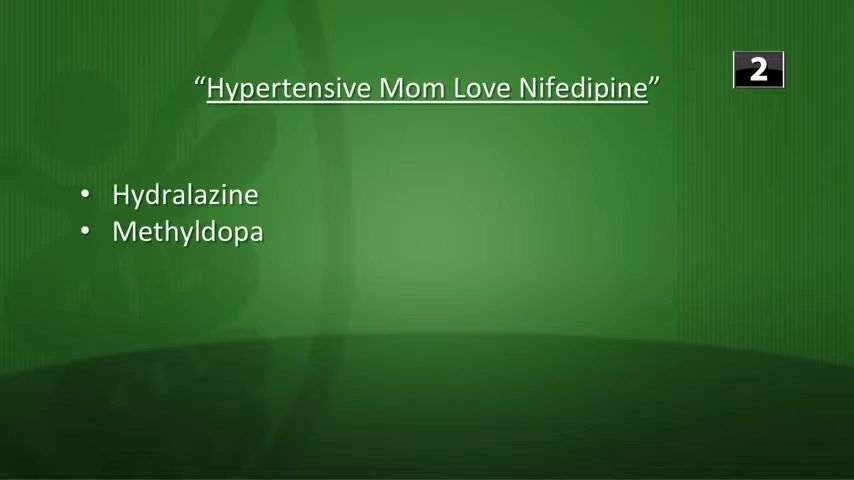 “Hypertensive Mom Love Nifedipine”
2
• Hydralazine
• Methyldopa